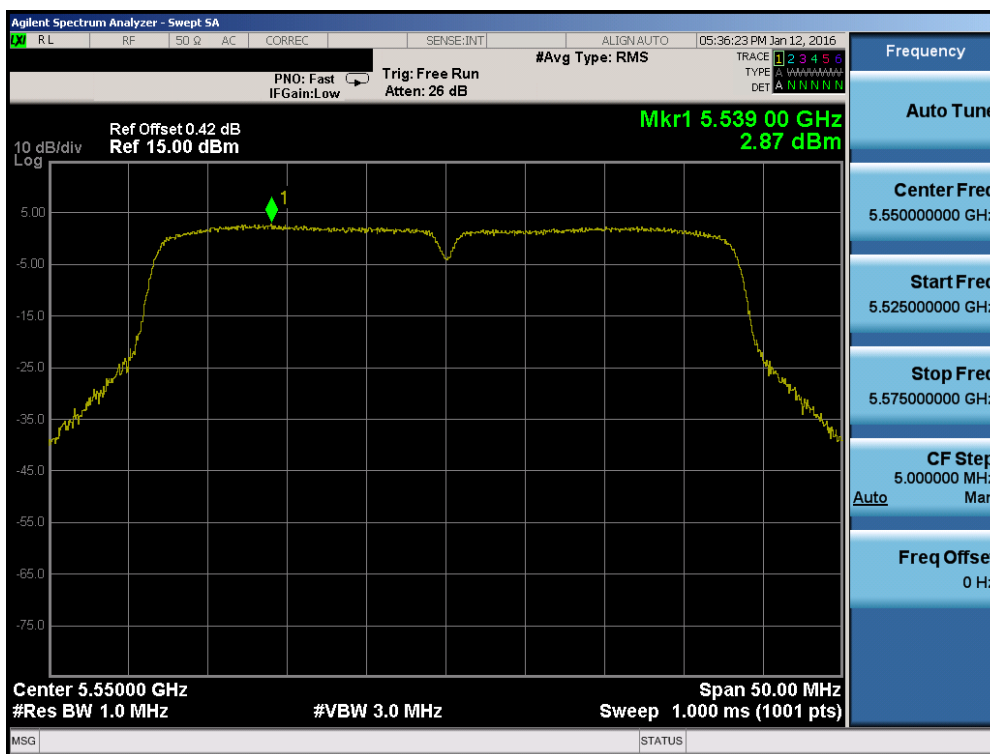 Agilent Spectrum Analyzer - Swept SA
LXI RL RF 50 Ω AC CORREC SENSE:INT ALIGN AUTO 05:36:23 PM Jan 12, 2016
#Avg Type: RMS
TRACE 1 2 3 4 5 6
TYPE A WWWWW
DET A N N N N N
PNO: Fast
IFGain:Low
Trig: Free Run
Atten: 26 dB
Mkr1 5.539 00 GHz
2.87 dBm
Ref Offset 0.42 dB
10 dB/div Ref 15.00 dBm
Log
1
5.00
-5.00
-15.0
-25.0
-35.0
-45.0
-55.0
-65.0
-75.0
Center 5.55000 GHz
Span 50.00 MHz
#Res BW 1.0 MHz
#VBW 3.0 MHz
Sweep 1.000 ms (1001 pts)
MSG
STATUS
Frequency
Auto Tune
Center Freq
5.550000000 GHz
Start Freq
5.525000000 GHz
Stop Freq
5.575000000 GHz
CF Step
5.000000 MHz
Auto Man
Freq Offset
0 Hz